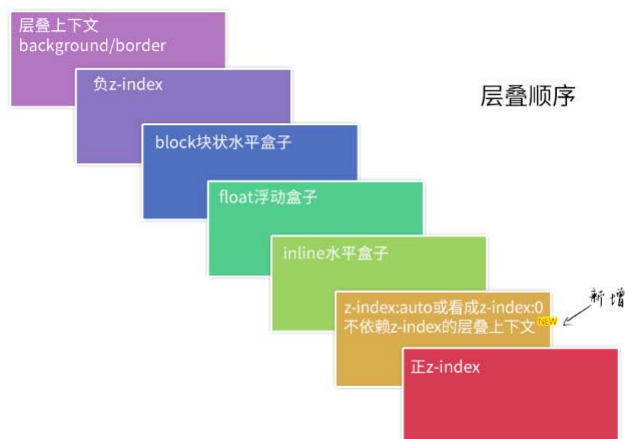 层叠上下文
background/border
负z-index
层叠顺序
block块状水平盒子
float浮动盒子
inline水平盒子
z-index:auto或看成z-index:0
不依赖z-index的层叠上下文
NEW
新增
正z-index